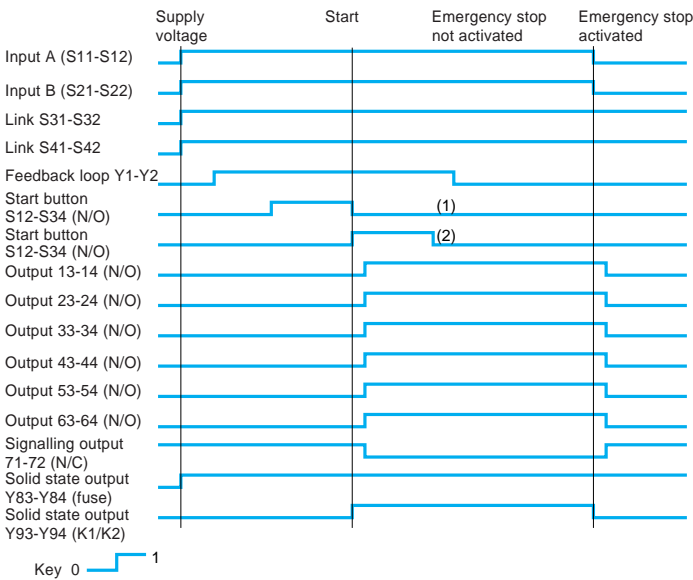 Supply voltage
Start
Emergency stop not activated
Emergency stop activated
Input A (S11-S12)
Input B (S21-S22)
Link S31-S32
Link S41-S42
Feedback loop Y1-Y2
Start button
S12-S34 (N/O)
(1)
Start button
S12-S34 (N/O)
(2)
Output 13-14 (N/O)
Output 23-24 (N/O)
Output 33-34 (N/O)
Output 43-44 (N/O)
Output 53-54 (N/O)
Output 63-64 (N/O)
Signalling output
71-72 (N/C)
Solid state output
Y83-Y84 (fuse)
Solid state output
Y93-Y94 (K1/K2)
Key 0 1